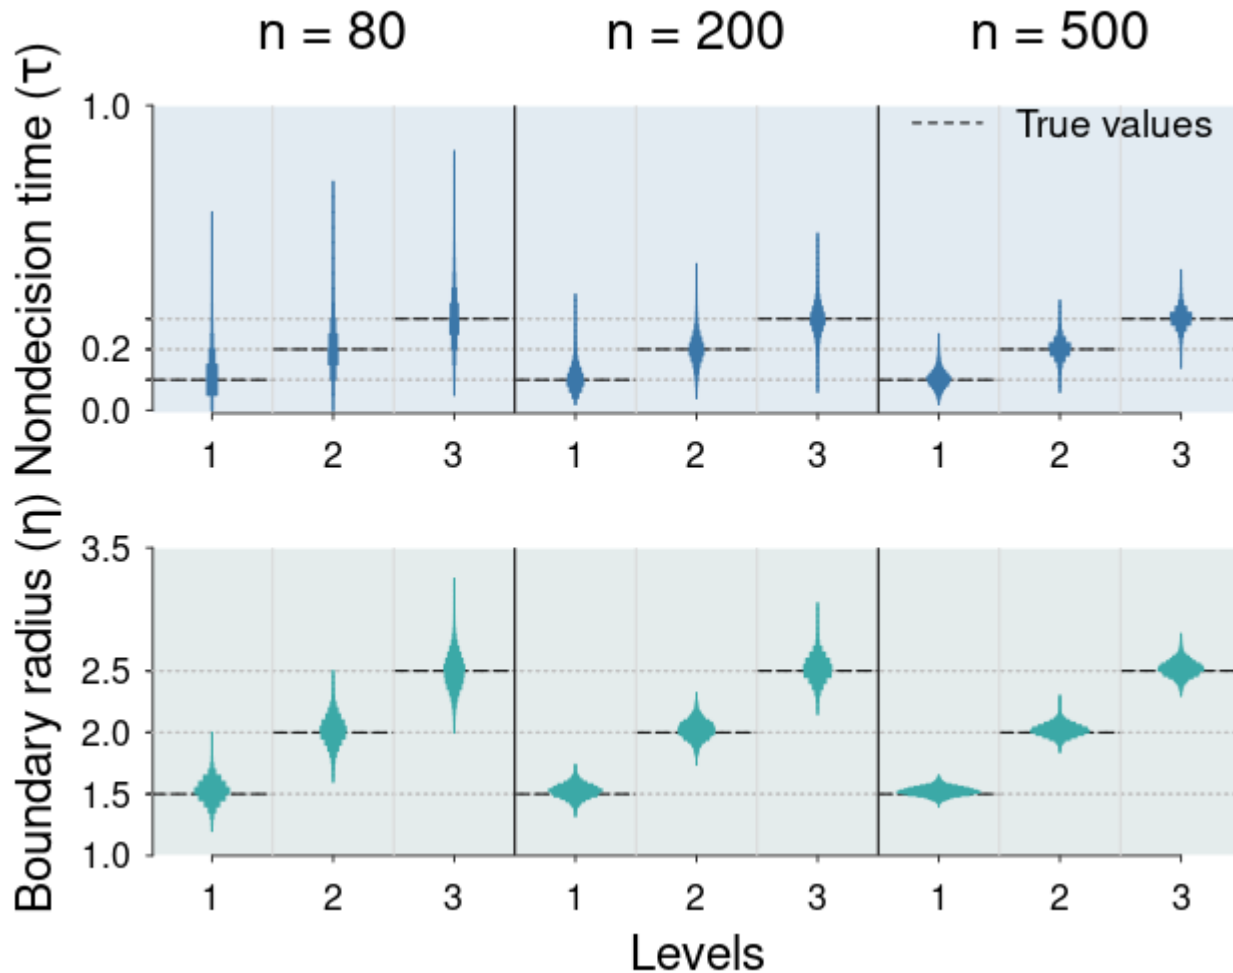 n = 80 n = 200 n = 500
Nondecision time (τ)
1.0
0.2
0.0
True values
1 2 3 1 2 3 1 2 3
Boundary radius (η)
3.5
2.5
2.0
1.5
1.0
1 2 3 1 2 3 1 2 3
Levels